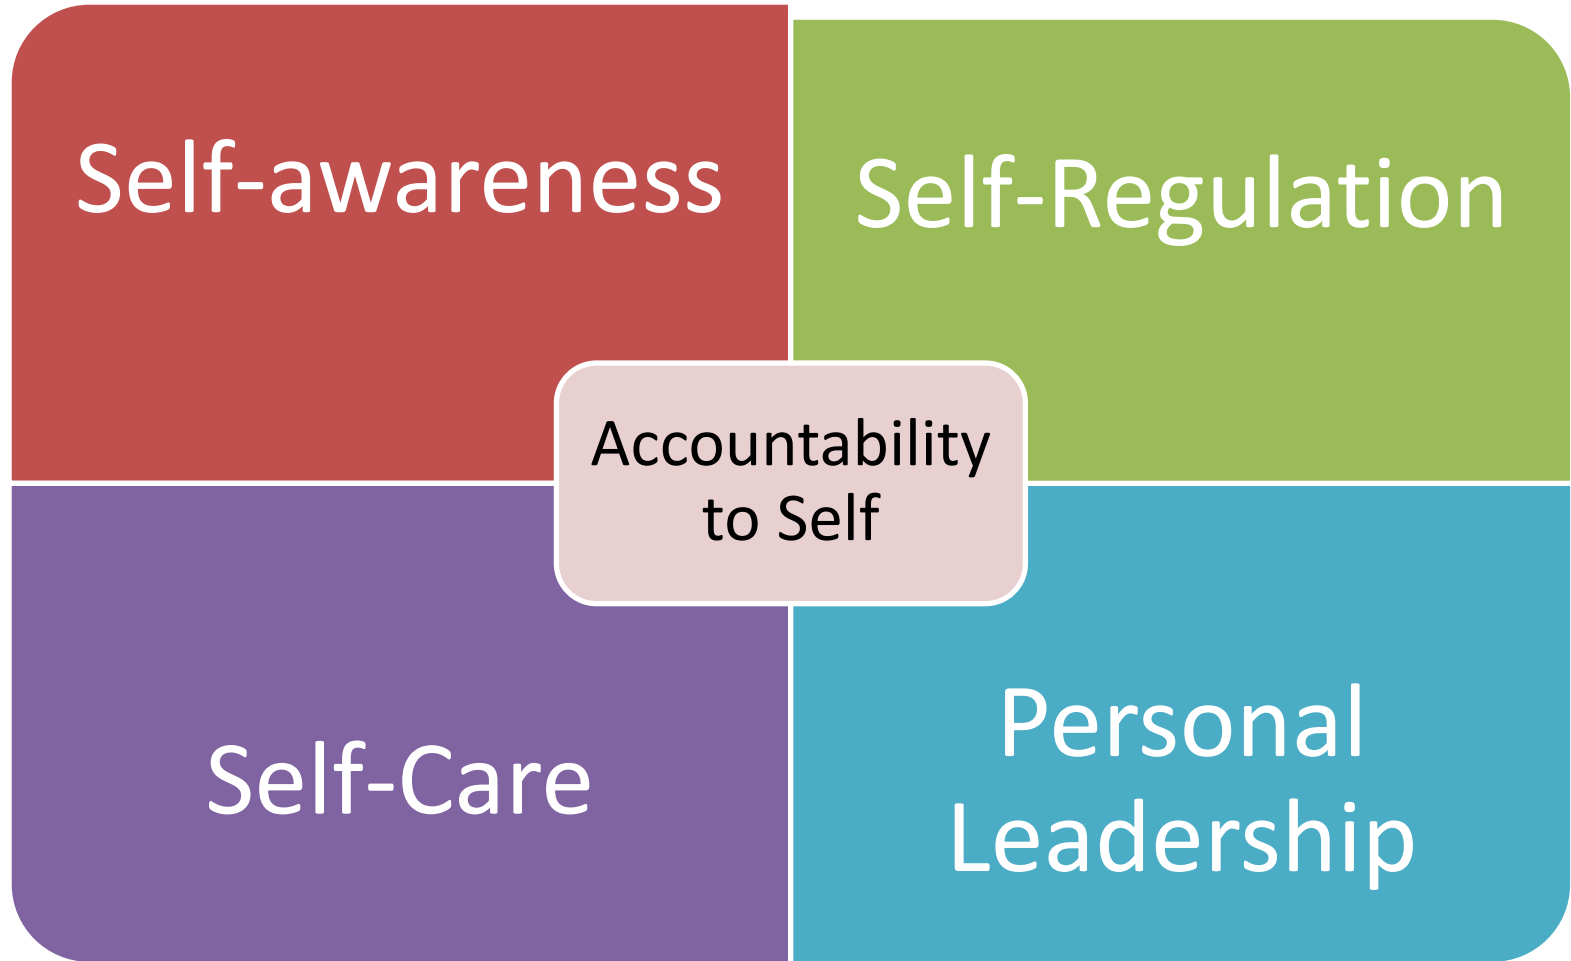 Self-awareness
Self-Regulation
Accountability
to Self
Self-Care
Personal
Leadership